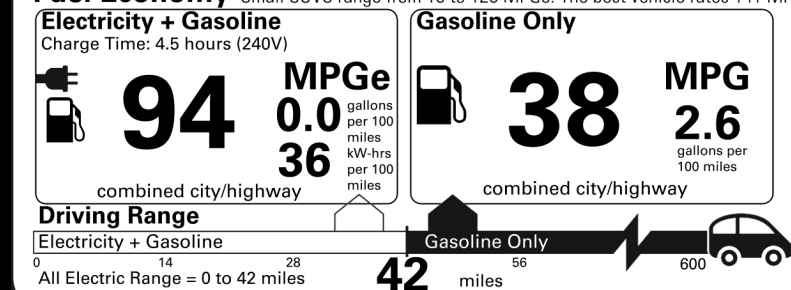 Fuel Economy Small SUVs range from 16 to 125 MPGe. The best vehicle rates 141 MPGe.
Electricity + Gasoline
Charge Time: 4.5 hours (240V)
94
MPGe
0.0 gallons per 100 miles
36 kW-hrs per 100 miles
combined city/highway
Gasoline Only
38
MPG
2.6
gallons per
100 miles
combined city/highway
Driving Range
Electricity + Gasoline
Gasoline Only
0 14 28 42 56 600
All Electric Range = 0 to 42 miles
miles